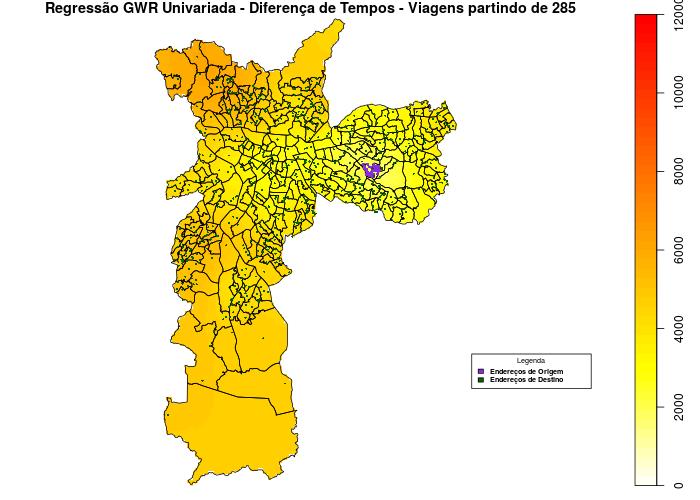 Regressão GWR Univariada - Diferença de Tempos - Viagens partindo de 285
12000
10000
8000
6000
4000
2000
0
Legenda
Endereços de Origem
Endereços de Destino